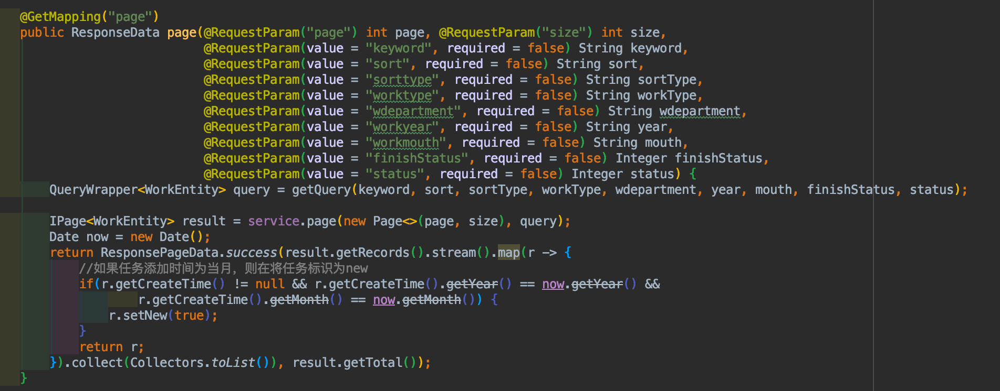 @GetMapping("page")
public ResponseData page(@RequestParam("page") int page, @RequestParam("size") int size,
@RequestParam(value = "keyword", required = false) String keyword,
@RequestParam(value = "sort", required = false) String sort,
@RequestParam(value = "sorttype", required = false) String sortType,
@RequestParam(value = "worktype", required = false) String workType,
@RequestParam(value = "wdepartment", required = false) String wdepartment,
@RequestParam(value = "workyear", required = false) String year,
@RequestParam(value = "workmouth", required = false) String mouth,
@RequestParam(value = "finishStatus", required = false) Integer finishStatus,
@RequestParam(value = "status", required = false) Integer status) {
QueryWrapper<WorkEntity> query = getQuery(keyword, sort, sortType, workType, wdepartment, year, mouth, finishStatus, status);
IPage<WorkEntity> result = service.page(new Page<>(page, size), query);
Date now = new Date();
return ResponsePageData.success(result.getRecords().stream().map(r -> {
//如果任务添加时间为当月，则在将任务标识为new
if(r.getCreateTime() != null && r.getCreateTime().getYear() == now.getYear() &&
r.getCreateTime().getMonth() == now.getMonth()) {
r.setNew(true);
}
return r;
}).collect(Collectors.toList()), result.getTotal());
}